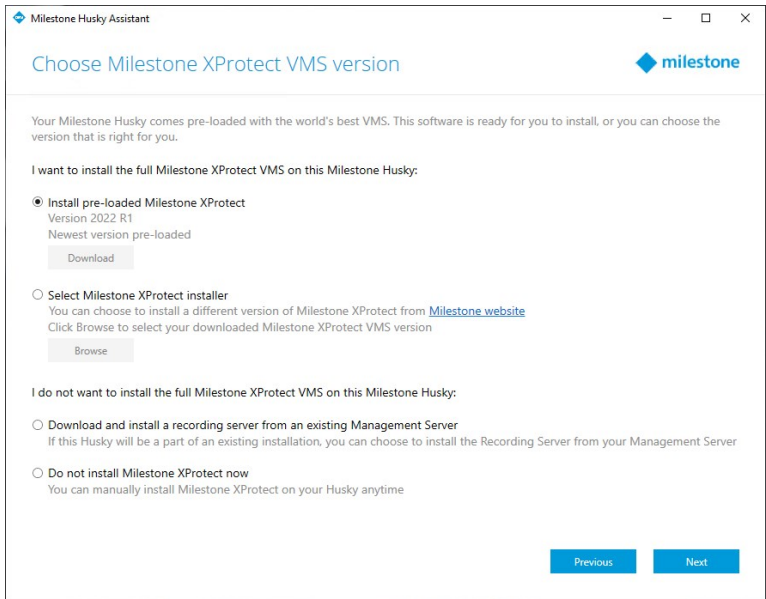 Milestone Husky Assistant
Choose Milestone XProtect VMS version
milestone
Your Milestone Husky comes pre-loaded with the world's best VMS. This software is ready for you to install, or you can choose the
version that is right for you.
I want to install the full Milestone XProtect VMS on this Milestone Husky:
Install pre-loaded Milestone XProtect
Version 2022 R1
Newest version pre-loaded
Download
Select Milestone XProtect installer
You can choose to install a different version of Milestone XProtect from Milestone website
Click Browse to select your downloaded Milestone XProtect VMS version
Browse
I do not want to install the full Milestone XProtect VMS on this Milestone Husky:
Download and install a recording server from an existing Management Server
If this Husky will be a part of an existing installation, you can choose to install the Recording Server from your Management Server
Do not install Milestone XProtect now
You can manually install Milestone XProtect on your Husky anytime
Previous
Next